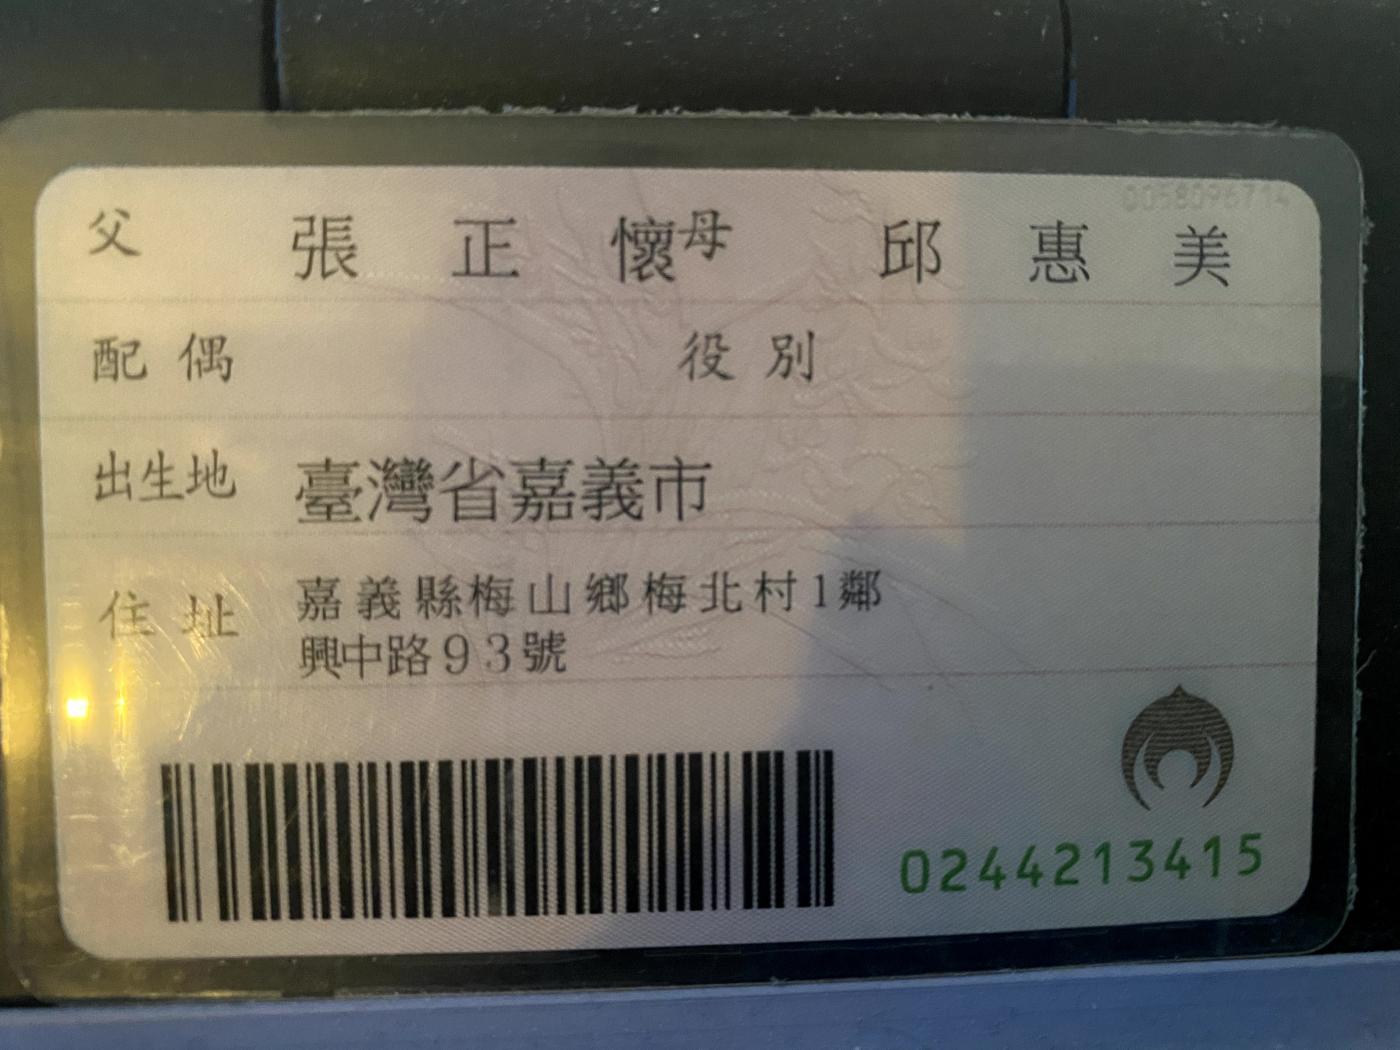 0058096714
父 張正懷 母 邱惠美
配偶 役別
出生地 臺灣省嘉義市
住址 嘉義縣梅山鄉梅北村1鄰
興中路93號
0244213415